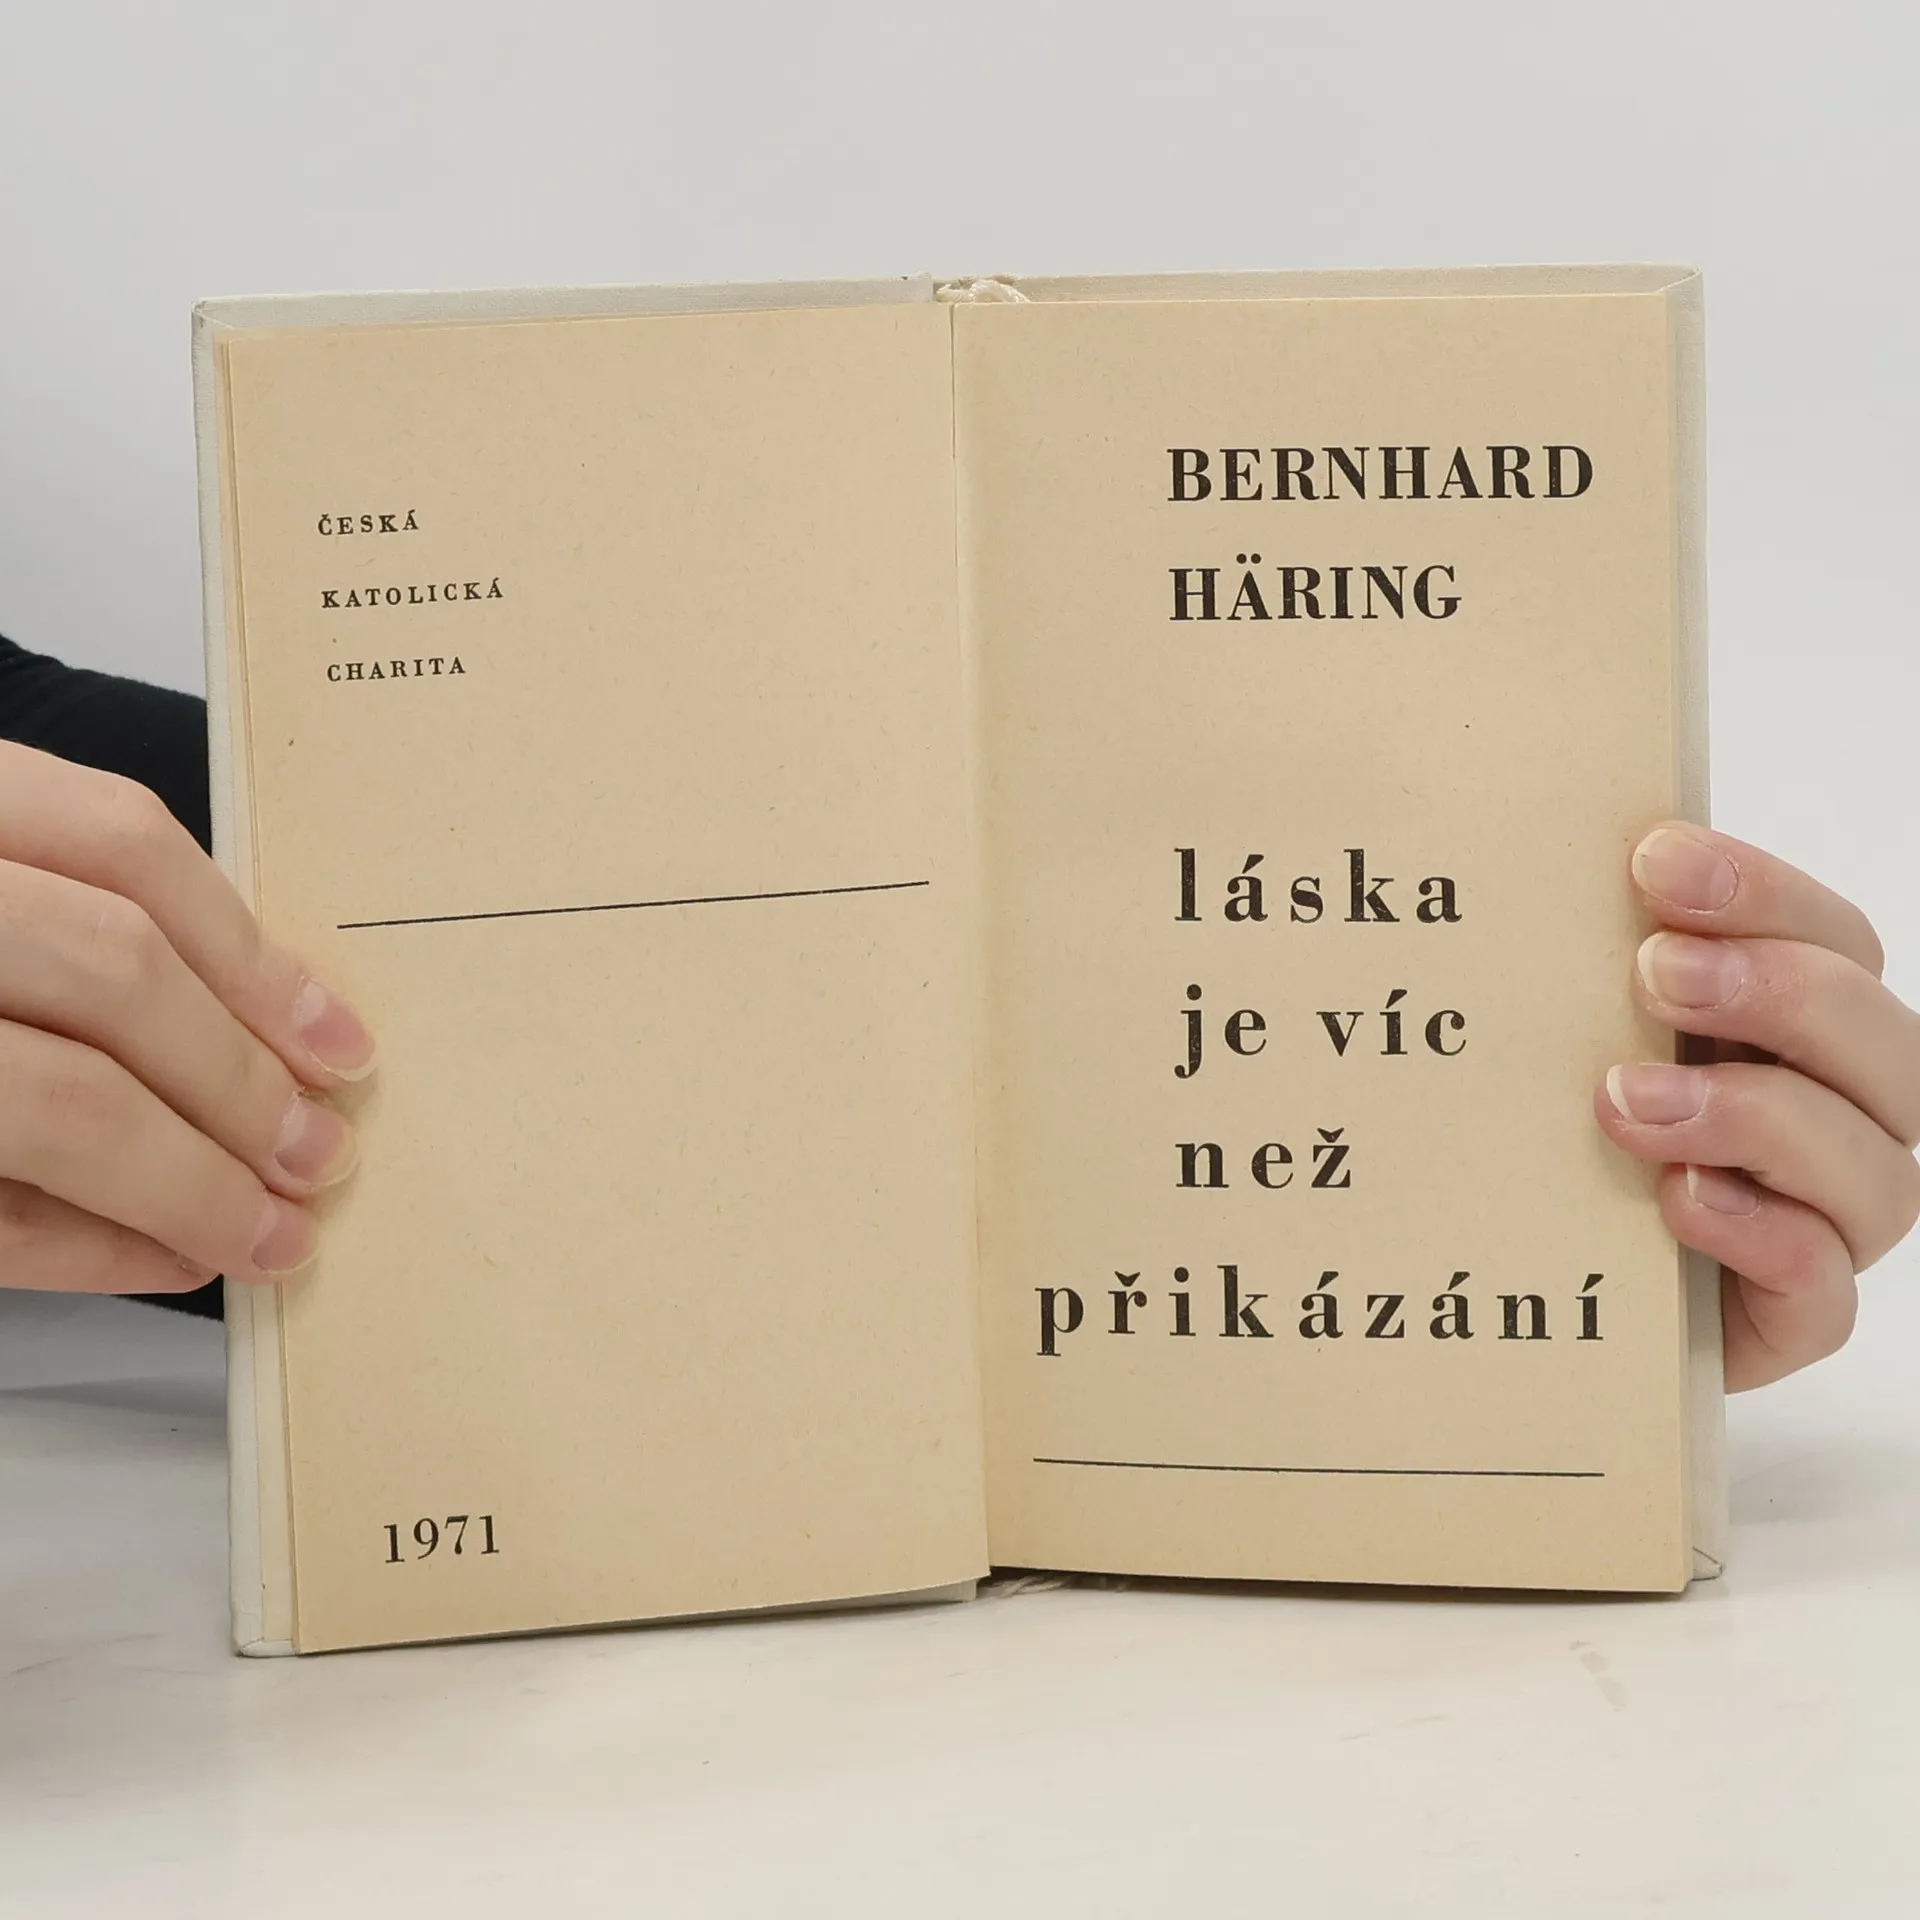 ČESKÁ
KATOLICKÁ
CHARITA
1971
BERNHARD
HÄRING
láska
je víc
než
přikázání